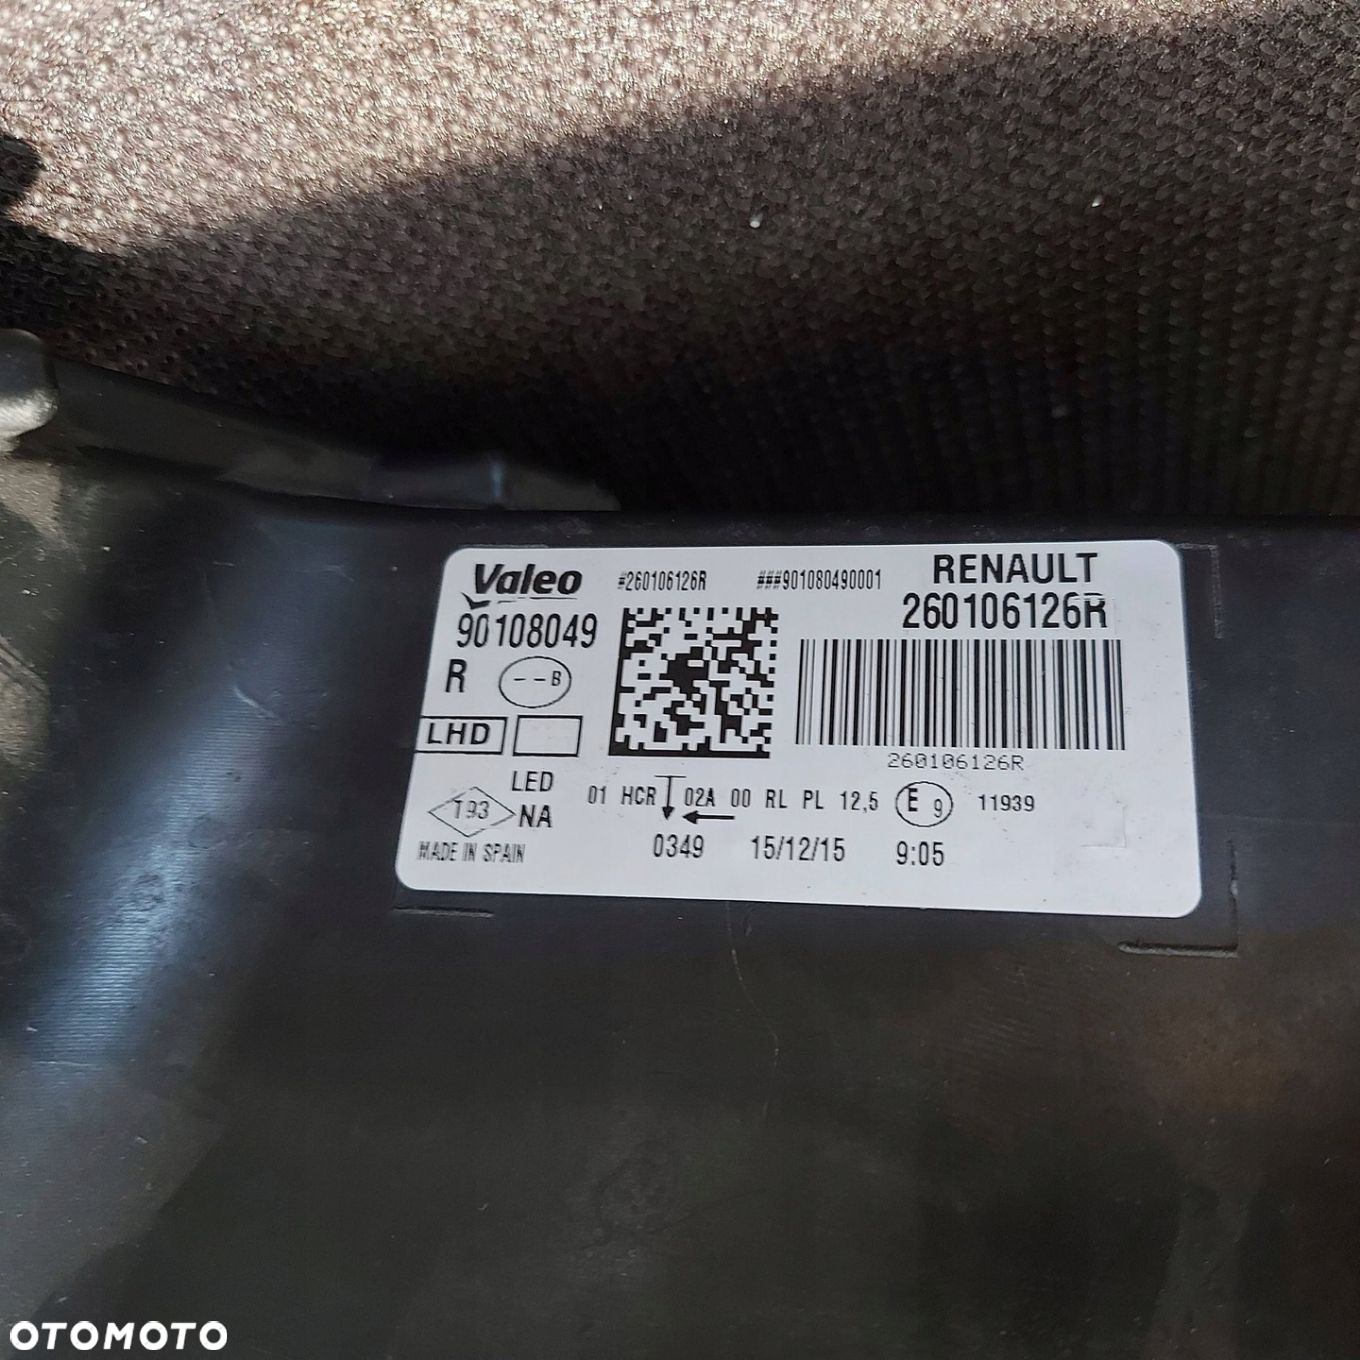 Valeo #260106126R ###901080490001 RENAULT
90108049 260106126R
R --B
LHD
260106126R
LED
T93 NA 01 HCR 02A 00 RL PL 12,5 E 9 11939
MADE IN SPAIN 0349 15/12/15 9:05
OTOMOTO